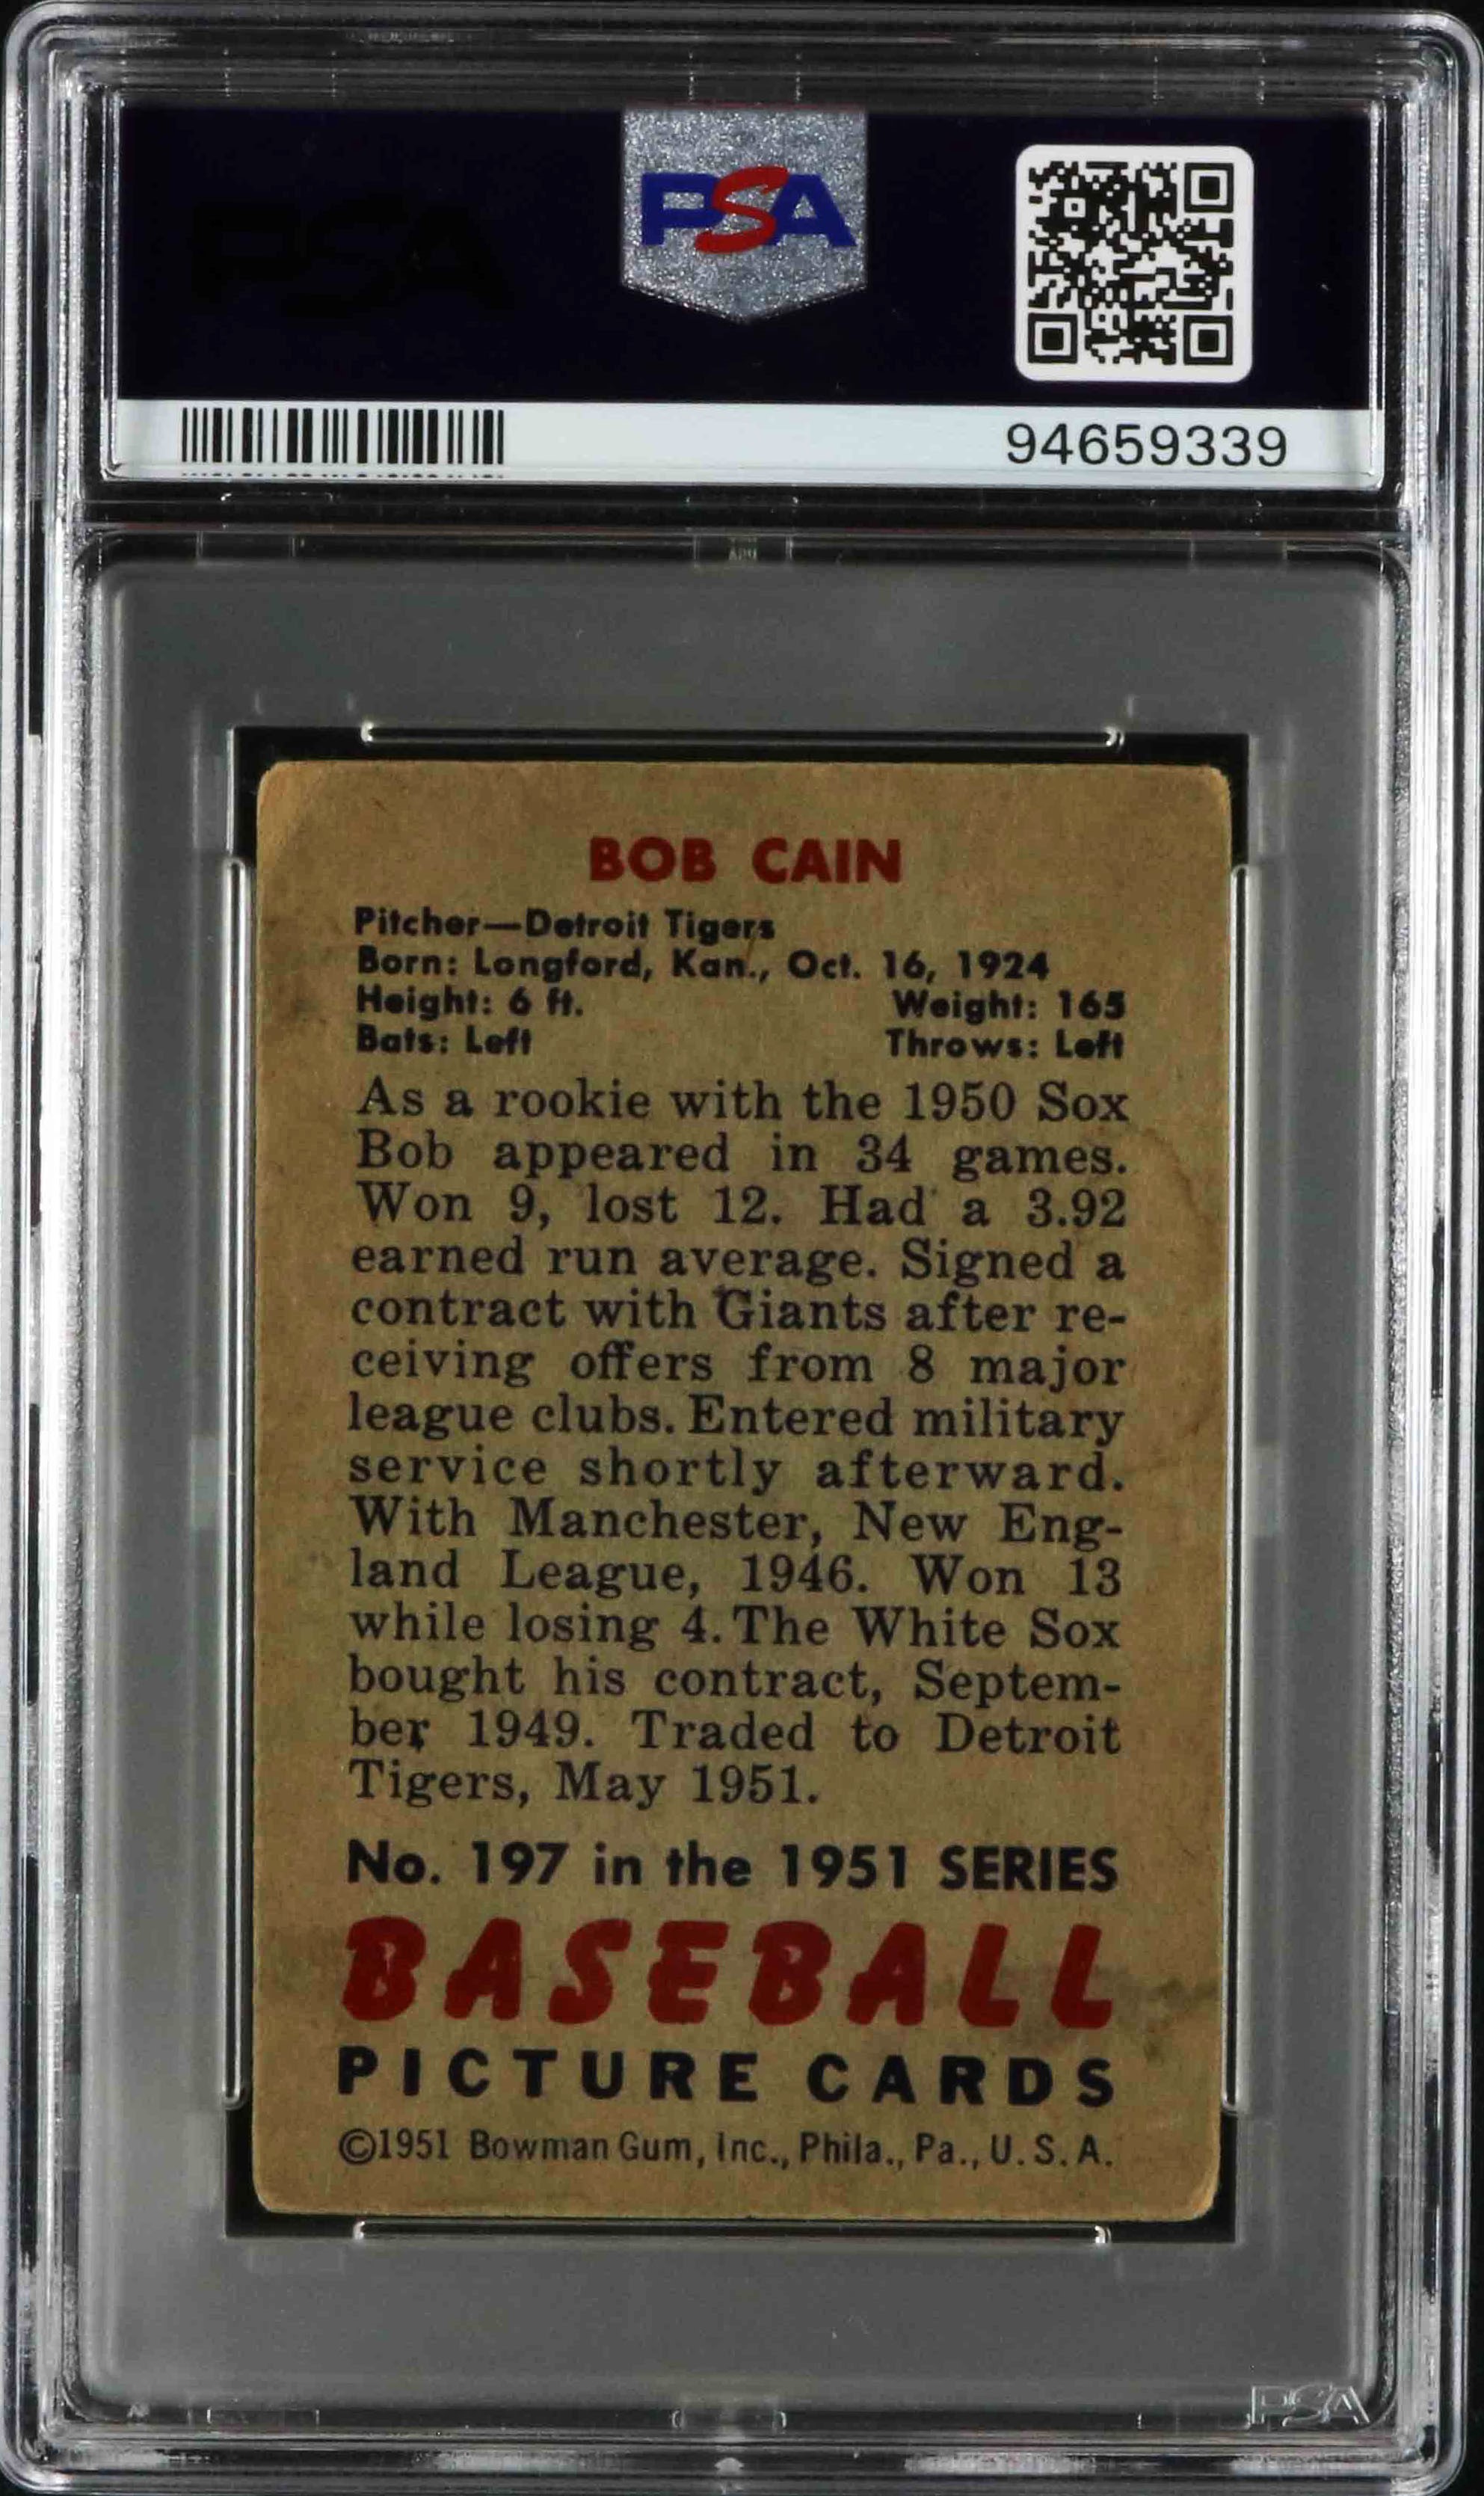 PSA
PSA
94659339
BOB CAIN
Pitcher—Detroit Tigers
Born: Longford, Kan., Oct. 16, 1924
Height: 6 ft. Weight: 165
Bats: Left Throws: Left
As a rookie with the 1950 Sox
Bob appeared in 34 games.
Won 9, lost 12. Had a 3.92
earned run average. Signed a
contract with Giants after re-
ceiving offers from 8 major
league clubs. Entered military
service shortly afterward.
With Manchester, New Eng-
land League, 1946. Won 13
while losing 4. The White Sox
bought his contract, Septem-
ber 1949. Traded to Detroit
Tigers, May 1951.
No. 197 in the 1951 SERIES
BASEBALL
PICTURE CARDS
©1951 Bowman Gum, Inc., Phila., Pa., U. S. A.
PSA